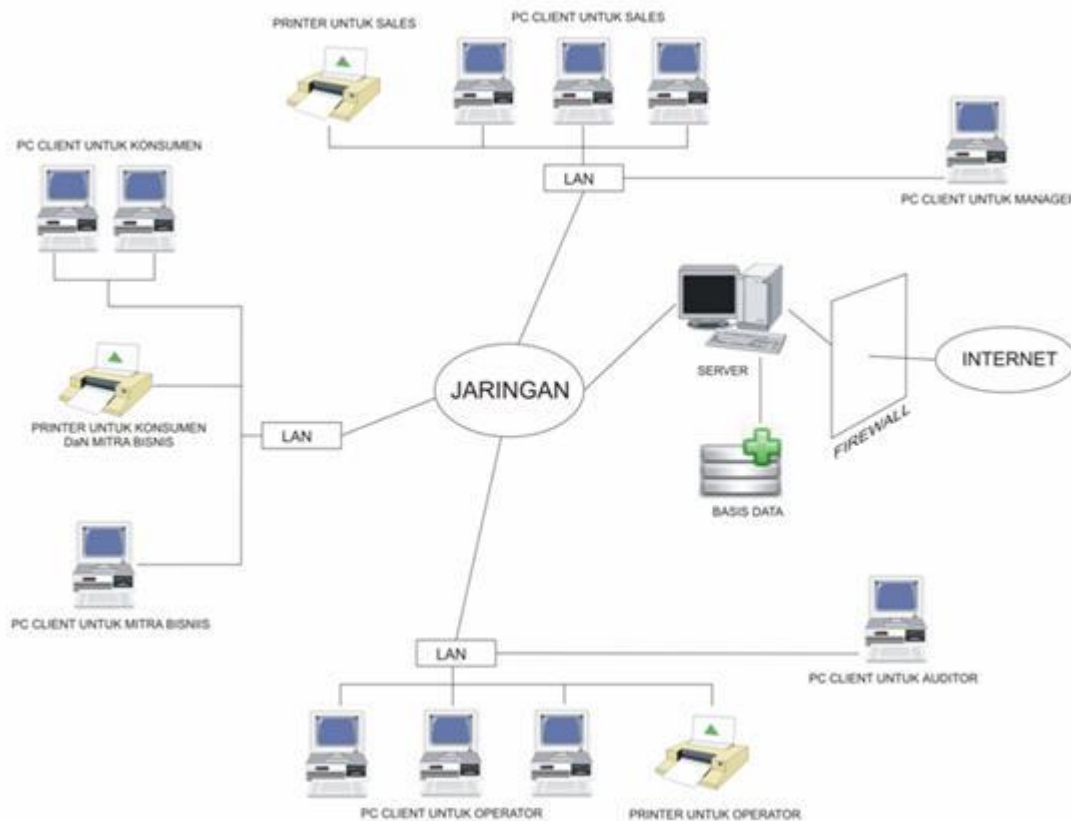 PRINTER UNTUK SALES
PC CLIENT UNTUK SALES
PC CLIENT UNTUK KONSUMEN
LAN
PC CLIENT UNTUK MANAGER
JARINGAN
SERVER
INTERNET
FIREWALL
PRINTER UNTUK KONSUMEN
DaN MITRA BISNIS
LAN
BASIS DATA
PC CLIENT UNTUK MITRA BISNIIS
LAN
PC CLIENT UNTUK AUDITOR
PC CLIENT UNTUK OPERATOR
PRINTER UNTUK OPERATOR